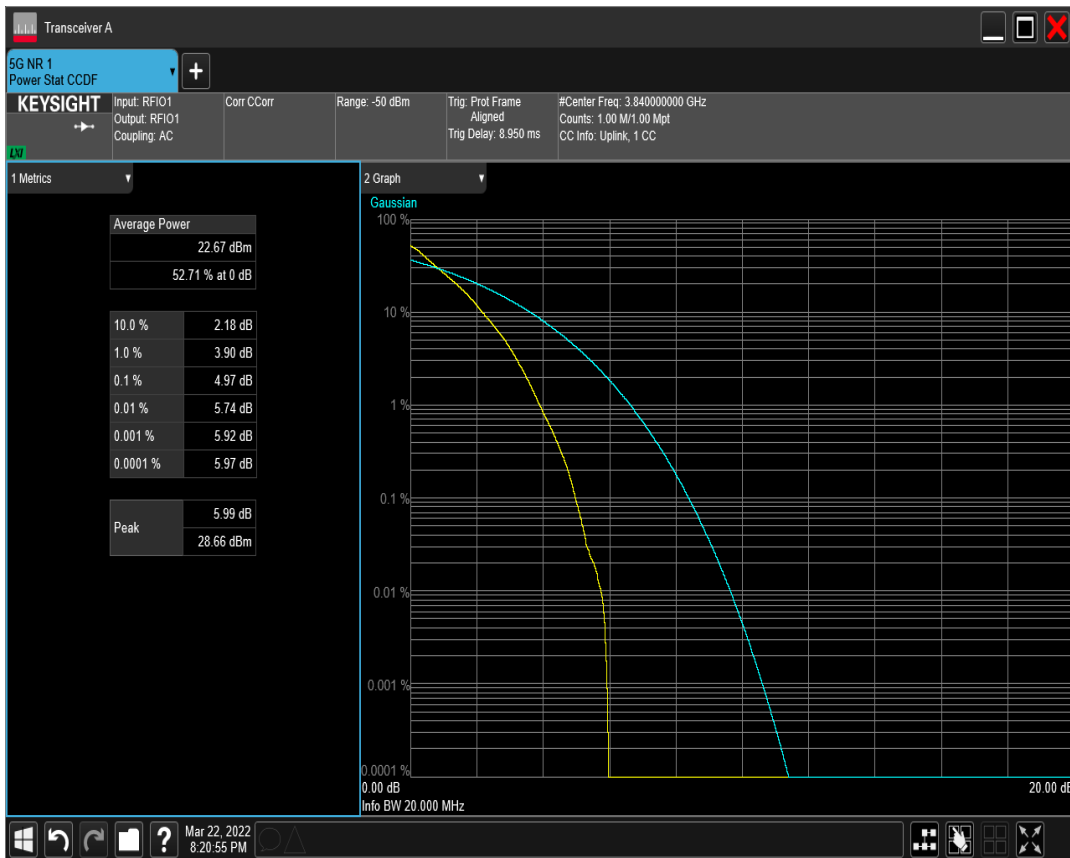 Transceiver A
5G NR 1
Power Stat CCDF
KEYSIGHT
LXI
Input: RFIO1
Output: RFIO1
Coupling: AC
Corr CCorr
Range: -50 dBm
Trig: Prot Frame
Aligned
Trig Delay: 8.950 ms
#Center Freq: 3.840000000 GHz
Counts: 1.00 M/1.00 Mpt
CC Info: Uplink, 1 CC
1 Metrics
Average Power
22.67 dBm
52.71 % at 0 dB
10.0 % 2.18 dB
1.0 % 3.90 dB
0.1 % 4.97 dB
0.01 % 5.74 dB
0.001 % 5.92 dB
0.0001 % 5.97 dB
Peak 5.99 dB
28.66 dBm
2 Graph
Gaussian
100 %
10 %
1 %
0.1 %
0.01 %
0.001 %
0.0001 %
0.00 dB 20.00 dB
Info BW 20.000 MHz
Mar 22, 2022
8:20:55 PM